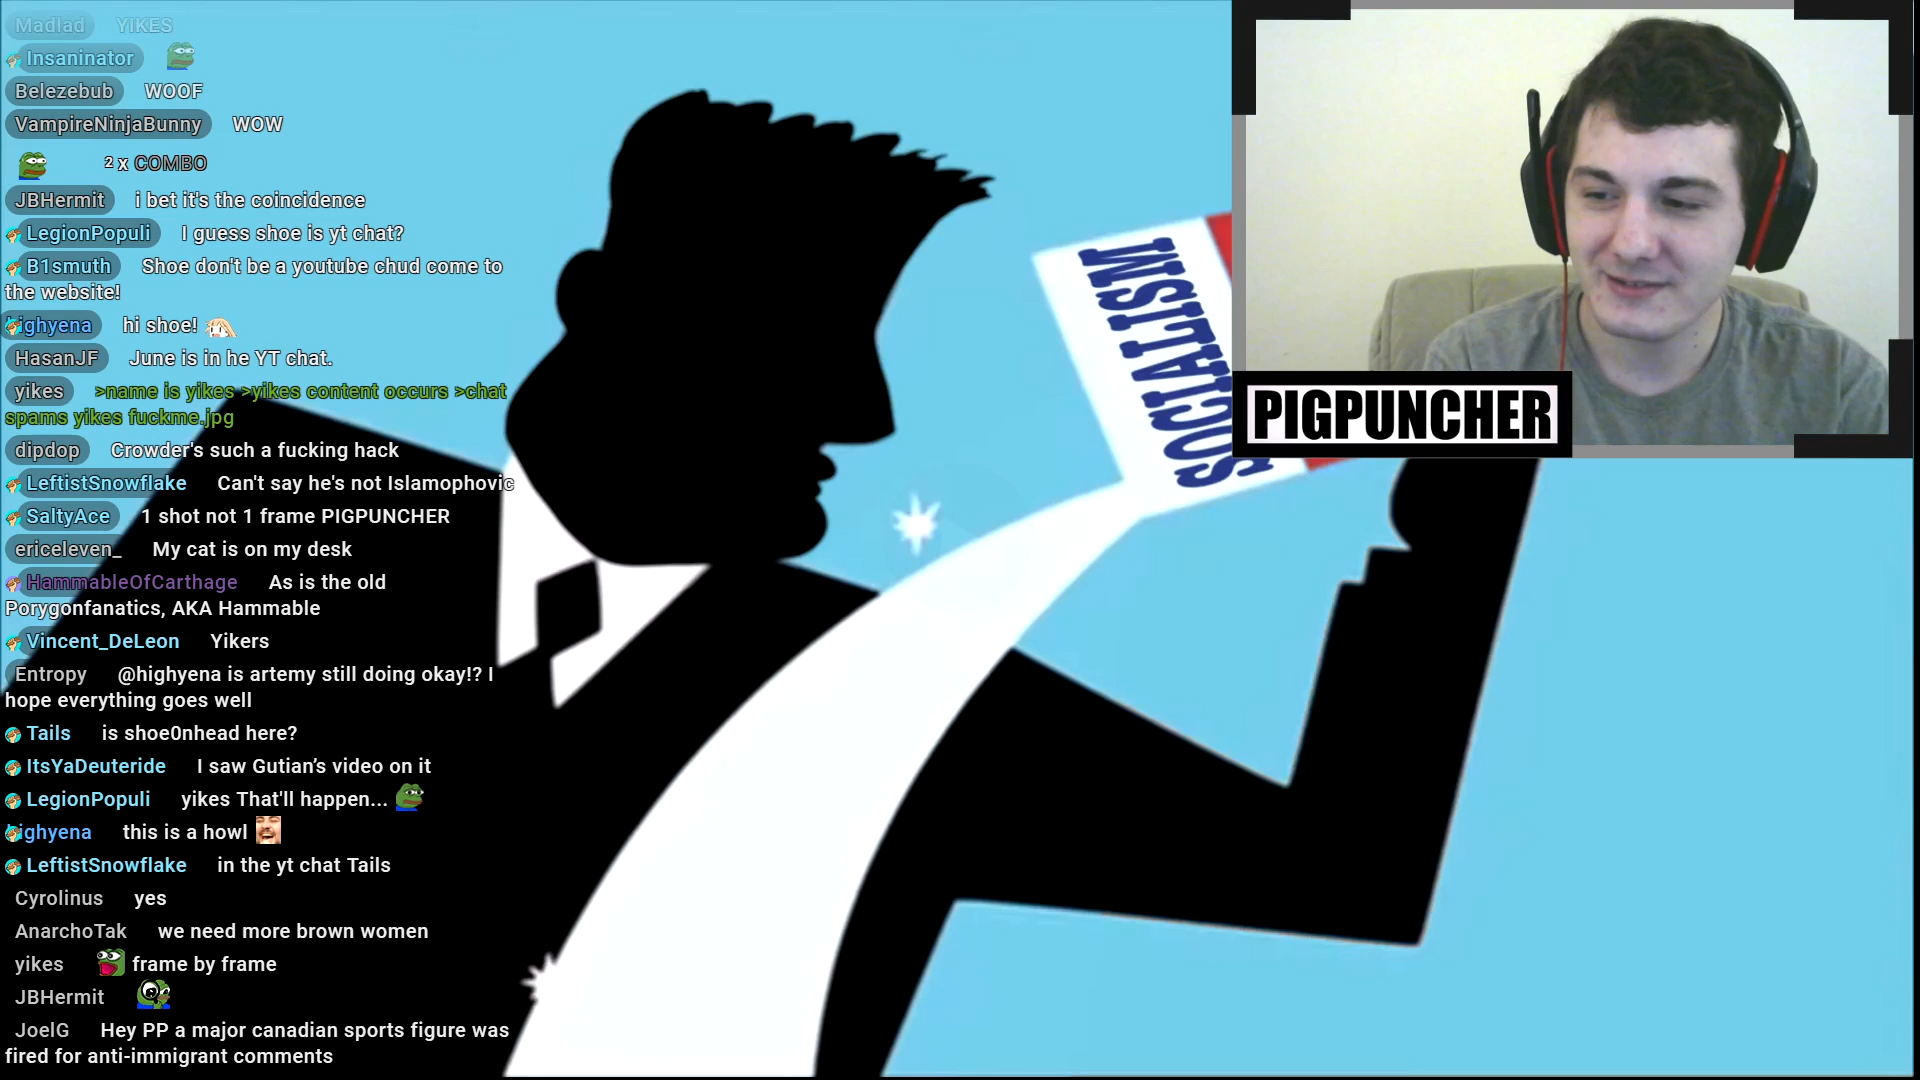 Madlad YIKES
Insaninator
Belezebub WOOF
VampireNinjaBunny WOW
2 x COMBO
JBHermit i bet it's the coincidence
LegionPopuli I guess shoe is yt chat?
B1smuth Shoe don't be a youtube chud come to
the website!
highyena hi shoe!
HasanJF June is in he YT chat.
yikes >name is yikes >yikes content occurs >chat
spams yikes fuckme.jpg
dipdop Crowder's such a fucking hack
LeftistSnowflake Can't say he's not Islamophovic
SaltyAce 1 shot not 1 frame PIGPUNCHER
ericeleven_ My cat is on my desk
HammableOfCarthage As is the old
Porygonfanatics, AKA Hammable
Vincent_DeLeon Yikers
Entropy @highyena is artemy still doing okay!? I
hope everything goes well
Tails is shoe0nhead here?
ItsYaDeuteride I saw Gutian’s video on it
LegionPopuli yikes That'll happen...
highyena this is a howl
LeftistSnowflake in the yt chat Tails
Cyrolinus yes
AnarchoTak we need more brown women
yikes frame by frame
JBHermit
JoelG Hey PP a major canadian sports figure was
fired for anti-immigrant comments
SOCIALISM
PIGPUNCHER